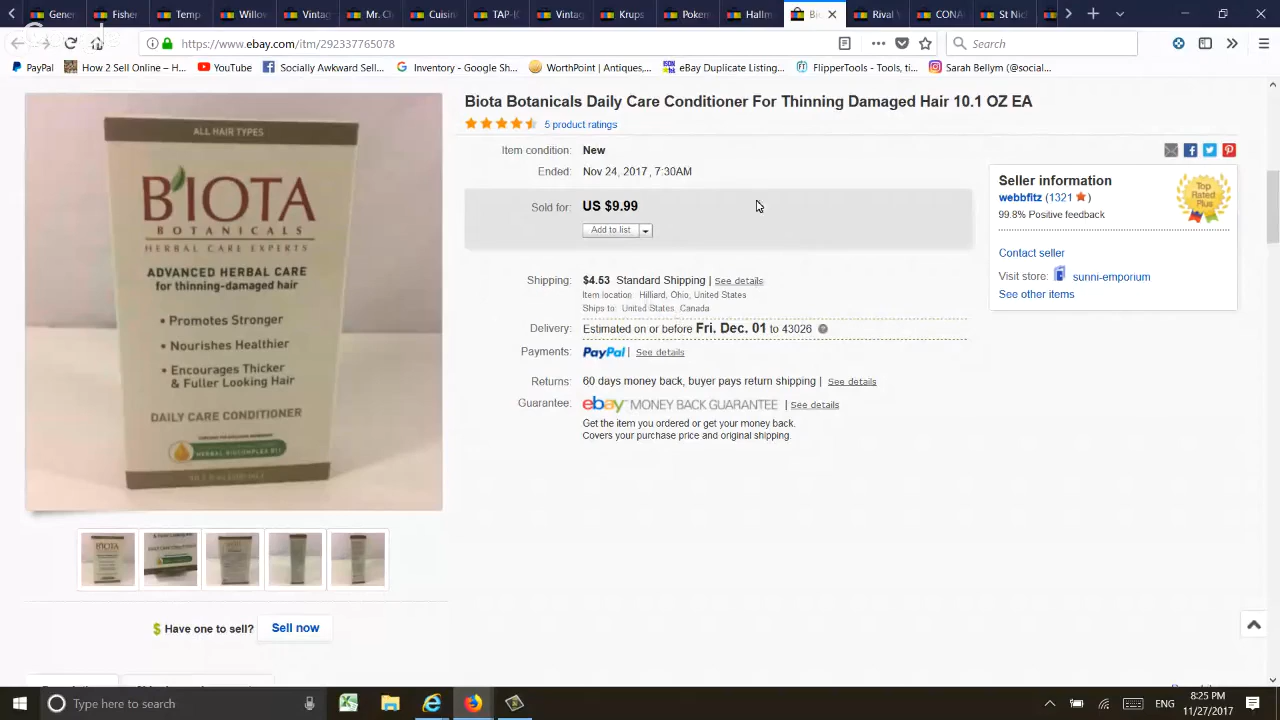 Gener
Fisher
Temp
Willow
Vintag
Mr. Ch
Cuisin
TAP-IC
Vintag
Krups
Pokem
Hallm
Bi
Rival V
CONA
St Nicl
https://www.ebay.com/itm/292337765078
Search
PayPal
How 2 Sell Online – H...
YouTube
Socially Awkward Sell...
Inventory - Google Sh...
WorthPoint | Antiques,...
eBay Duplicate Listing...
FlipperTools - Tools, ti...
Sarah Bellym (@social...
ALL HAIR TYPES
BIOTA
BOTANICALS
HERBAL CARE EXPERTS
ADVANCED HERBAL CARE
for thinning-damaged hair
• Promotes Stronger
• Nourishes Healthier
• Encourages Thicker
& Fuller Looking Hair
DAILY CARE CONDITIONER
HERBAL BIOCOMPLEX B11
Biota Botanicals Daily Care Conditioner For Thinning Damaged Hair 10.1 OZ EA
5 product ratings
Item condition: New
Ended: Nov 24, 2017 , 7:30AM
Sold for: US $9.99
Add to list
Shipping: $4.53 Standard Shipping | See details
Item location: Hilliard, Ohio, United States
Ships to: United States, Canada
Delivery: Estimated on or before Fri. Dec. 01 to 43026
Payments: PayPal | See details
Returns: 60 days money back, buyer pays return shipping | See details
Guarantee: ebay MONEY BACK GUARANTEE | See details
Get the item you ordered or get your money back.
Covers your purchase price and original shipping.
Seller information
webbfitz (1321 )
99.8% Positive feedback
Top Rated Plus
Contact seller
Visit store: sunni-emporium
See other items
$ Have one to sell? Sell now
Type here to search
ENG
8:25 PM
11/27/2017